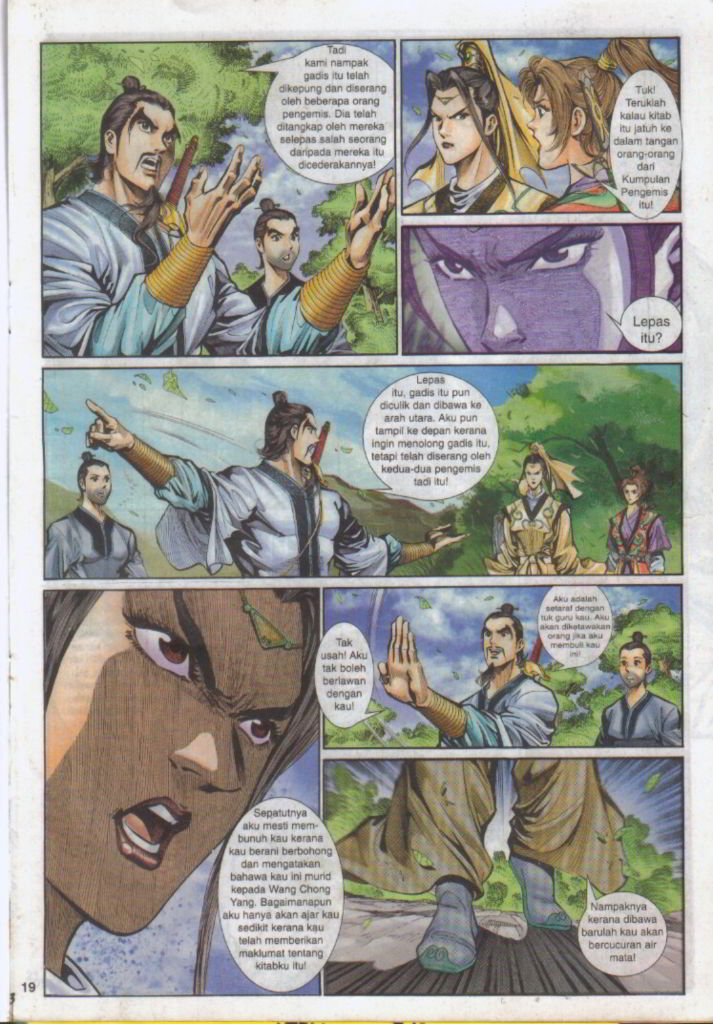 Tadi
kami nampak
gadis itu telah
dikepung dan diserang
oleh beberapa orang
pengemis. Dia telah
ditangkap oleh mereka
selepas salah seorang
daripada mereka itu
dicederakannya!
Tuk!
Teruklah
kalau kitab
itu jatuh ke
dalam tangan
orang-orang
dari
Kumpulan
Pengemis
itu!
Lepas
itu?
Lepas
itu, gadis itu pun
diculik dan dibawa ke
arah utara. Aku pun
tampil ke depan kerana
ingin menolong gadis itu,
tetapi telah diserang oleh
kedua-dua pengemis
tadi itu!
Tak
usah! Aku
tak boleh
berlawan
dengan
kau!
Aku adalah
setaraf dengan
tuk guru kau. Aku
akan diketawakan
orang jika aku
membuli kau
ini!
Sepatutnya
aku mesti mem-
bunuh kau kerana
kau berani berbohong
dan mengatakan
bahawa kau ini murid
kepada Wang Chong
Yang. Bagaimanapun
aku hanya akan ajar kau
sedikit kerana kau
telah memberikan
maklumat tentang
kitabku itu!
Nampaknya
kerana dibawa
barulah kau akan
bercucuran air
mata!
19